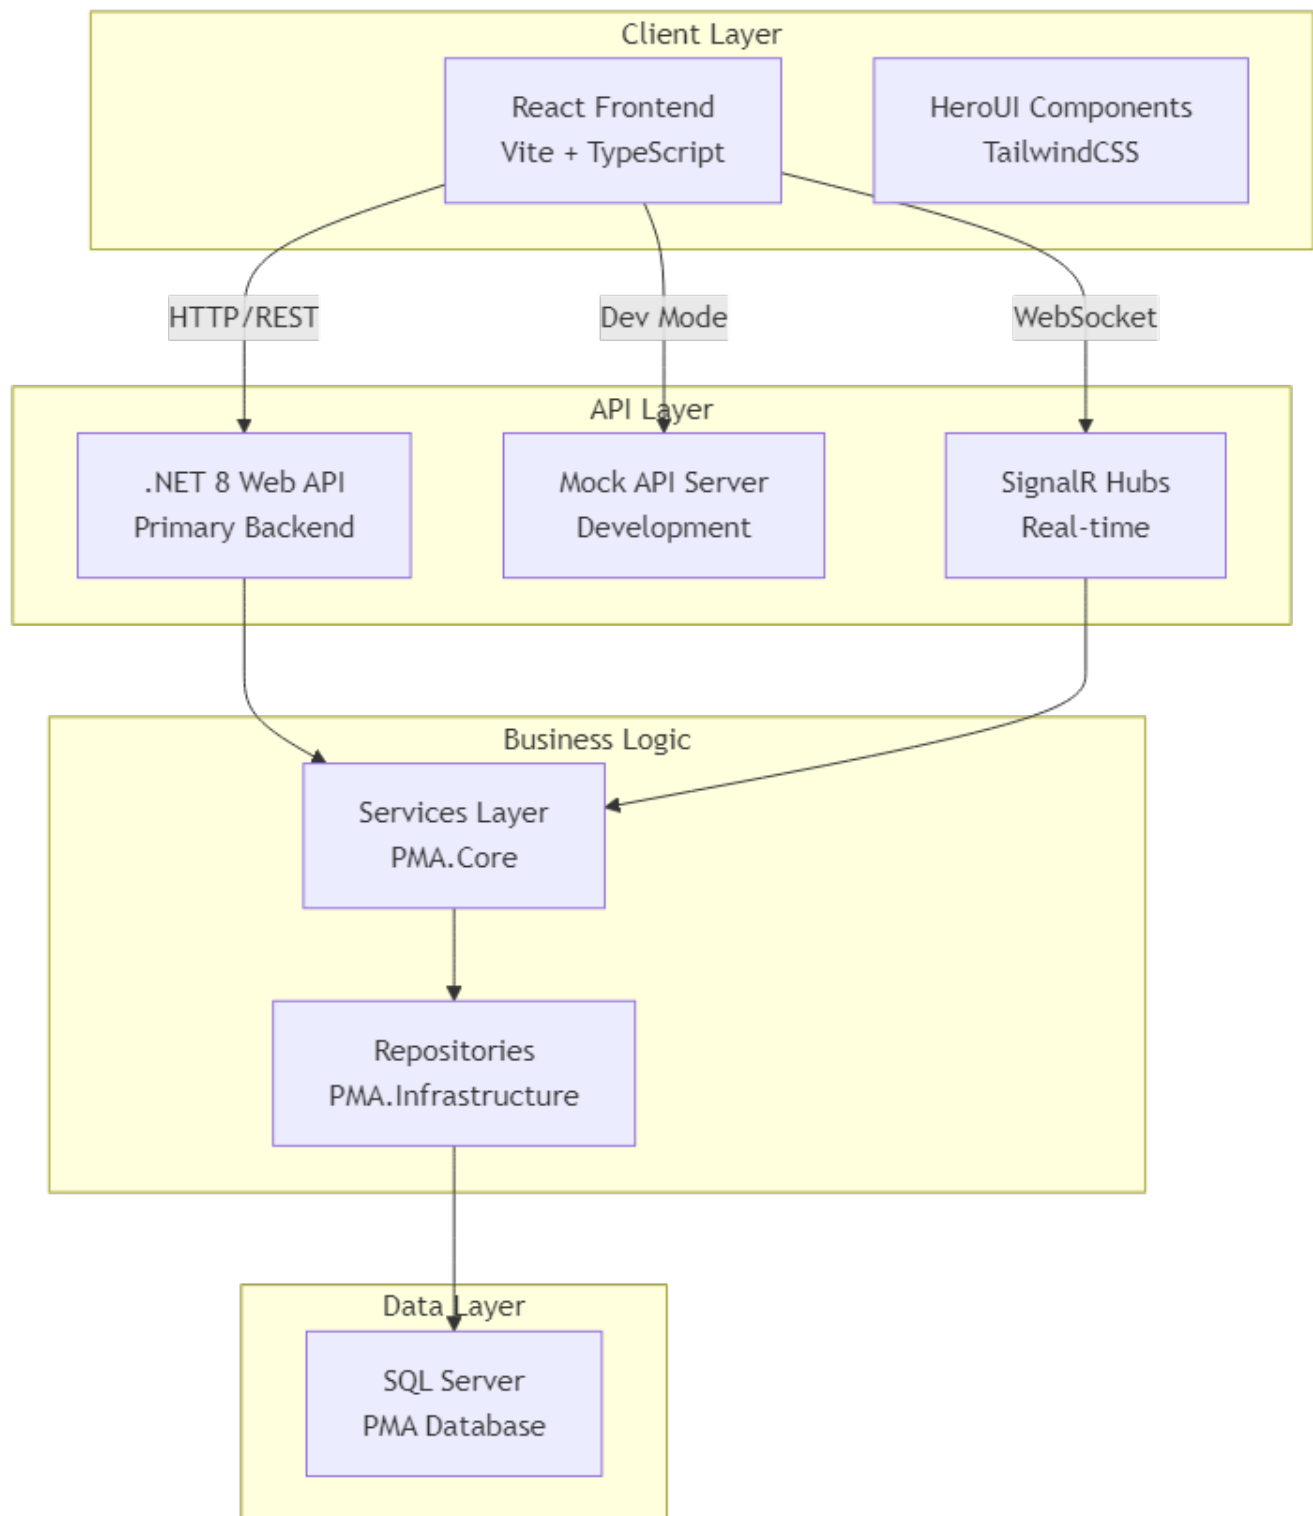 Client Layer
React Frontend
Vite + TypeScript
HeroUI Components
TailwindCSS
HTTP/REST
Dev Mode
WebSocket
API Layer
.NET 8 Web API
Primary Backend
Mock API Server
Development
SignalR Hubs
Real-time
Business Logic
Services Layer
PMA.Core
Repositories
PMA.Infrastructure
Data Layer
SQL Server
PMA Database